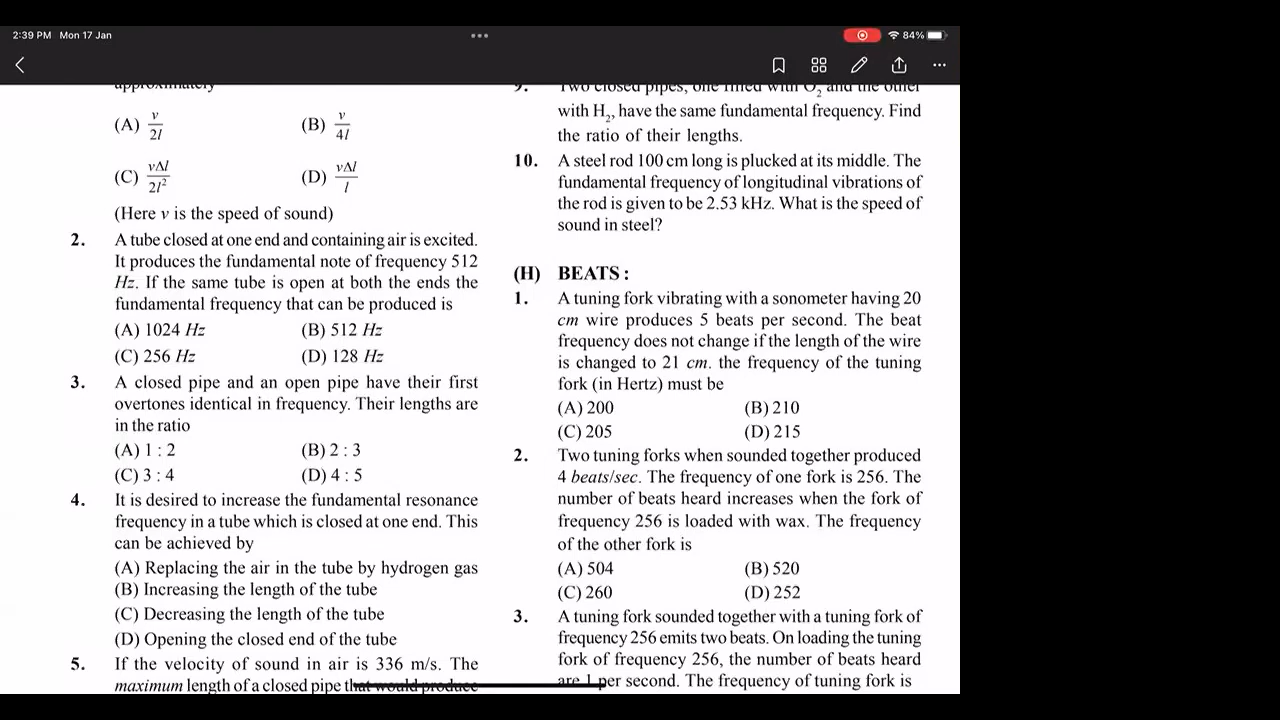 2:39 PM Mon 17 Jan
84%
approximately
(A) v/2l (B) v/4l
(C) vΔl/2l² (D) vΔl/l
(Here v is the speed of sound)
2. A tube closed at one end and containing air is excited.
It produces the fundamental note of frequency 512
Hz. If the same tube is open at both the ends the
fundamental frequency that can be produced is
(A) 1024 Hz (B) 512 Hz
(C) 256 Hz (D) 128 Hz
3. A closed pipe and an open pipe have their first
overtones identical in frequency. Their lengths are
in the ratio
(A) 1 : 2 (B) 2 : 3
(C) 3 : 4 (D) 4 : 5
4. It is desired to increase the fundamental resonance
frequency in a tube which is closed at one end. This
can be achieved by
(A) Replacing the air in the tube by hydrogen gas
(B) Increasing the length of the tube
(C) Decreasing the length of the tube
(D) Opening the closed end of the tube
5. If the velocity of sound in air is 336 m/s. The
maximum length of a closed pipe that would produce
9. Two closed pipes, one filled with O₂ and the other
with H₂, have the same fundamental frequency. Find
the ratio of their lengths.
10. A steel rod 100 cm long is plucked at its middle. The
fundamental frequency of longitudinal vibrations of
the rod is given to be 2.53 kHz. What is the speed of
sound in steel?
(H) BEATS :
1. A tuning fork vibrating with a sonometer having 20
cm wire produces 5 beats per second. The beat
frequency does not change if the length of the wire
is changed to 21 cm. the frequency of the tuning
fork (in Hertz) must be
(A) 200 (B) 210
(C) 205 (D) 215
2. Two tuning forks when sounded together produced
4 beats/sec. The frequency of one fork is 256. The
number of beats heard increases when the fork of
frequency 256 is loaded with wax. The frequency
of the other fork is
(A) 504 (B) 520
(C) 260 (D) 252
3. A tuning fork sounded together with a tuning fork of
frequency 256 emits two beats. On loading the tuning
fork of frequency 256, the number of beats heard
are 1 per second. The frequency of tuning fork is